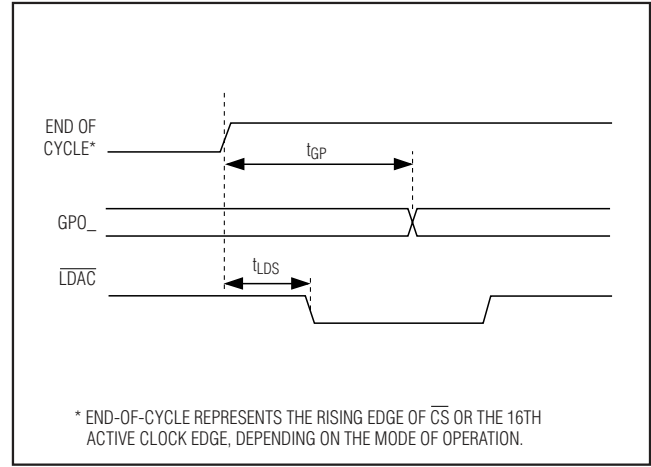 END OF
CYCLE*
tGP
GPO_
LDAC
tLDS
* END-OF-CYCLE REPRESENTS THE RISING EDGE OF CS OR THE 16TH
ACTIVE CLOCK EDGE, DEPENDING ON THE MODE OF OPERATION.